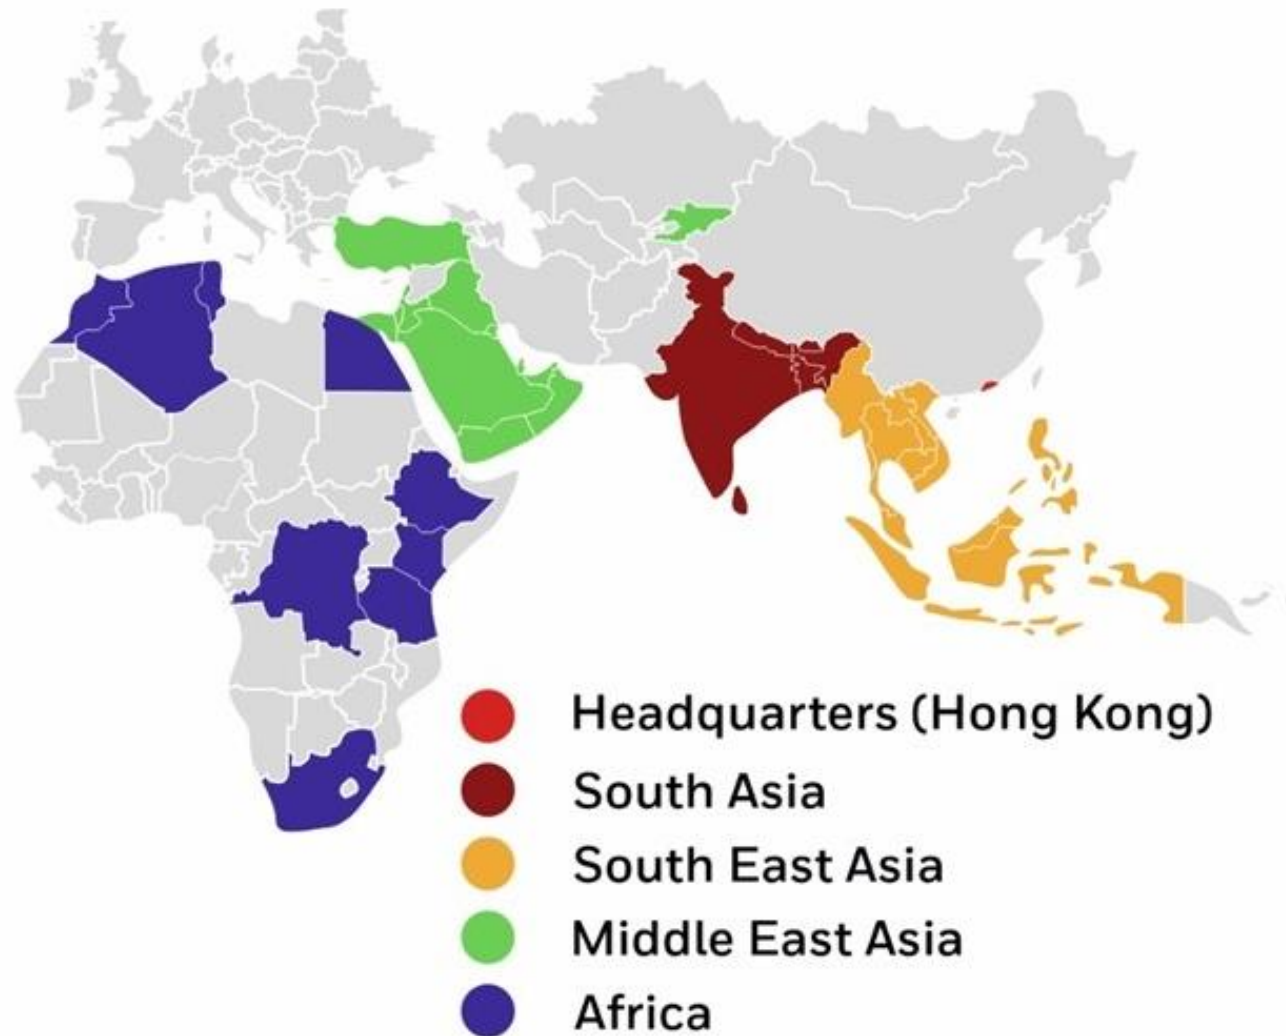 Headquarters (Hong Kong)
South Asia
South East Asia
Middle East Asia
Africa